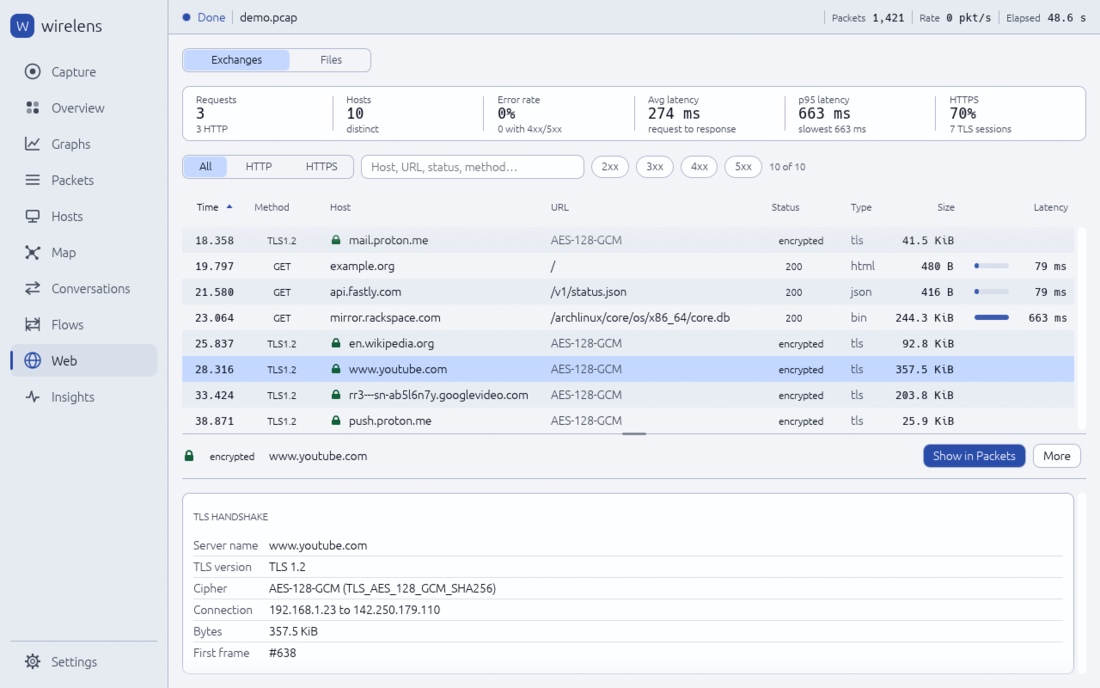 W wirelens
Done demo.pcap Packets 1,421 Rate 0 pkt/s Elapsed 48.6 s
Capture
Overview
Graphs
Packets
Hosts
Map
Conversations
Flows
Web
Insights
Settings
Exchanges Files
Requests Hosts Error rate Avg latency p95 latency HTTPS
3 10 0% 274 ms 663 ms 70%
3 HTTP distinct 0 with 4xx/5xx request to response slowest 663 ms 7 TLS sessions
All HTTP HTTPS Host, URL, status, method... 2xx 3xx 4xx 5xx 10 of 10
Time Method Host URL Status Type Size Latency
18.358 TLS1.2 mail.proton.me AES-128-GCM encrypted tls 41.5 KiB
19.797 GET example.org / 200 html 480 B 79 ms
21.580 GET api.fastly.com /v1/status.json 200 json 416 B 79 ms
23.064 GET mirror.rackspace.com /archlinux/core/os/x86_64/core.db 200 bin 244.3 KiB 663 ms
25.837 TLS1.2 en.wikipedia.org AES-128-GCM encrypted tls 92.8 KiB
28.316 TLS1.2 www.youtube.com AES-128-GCM encrypted tls 357.5 KiB
33.424 TLS1.2 rr3---sn-ab5l6n7y.googlevideo.com AES-128-GCM encrypted tls 203.8 KiB
38.871 TLS1.2 push.proton.me AES-128-GCM encrypted tls 25.9 KiB
encrypted www.youtube.com Show in Packets More
TLS HANDSHAKE
Server name www.youtube.com
TLS version TLS 1.2
Cipher AES-128-GCM (TLS_AES_128_GCM_SHA256)
Connection 192.168.1.23 to 142.250.179.110
Bytes 357.5 KiB
First frame #638